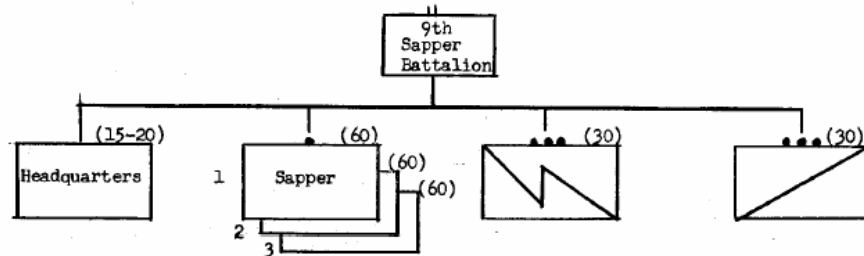 9th
Sapper
Battalion
(15-20)
(60)
(30)
(30)
Headquarters
1
Sapper
(60)
(60)
2
3